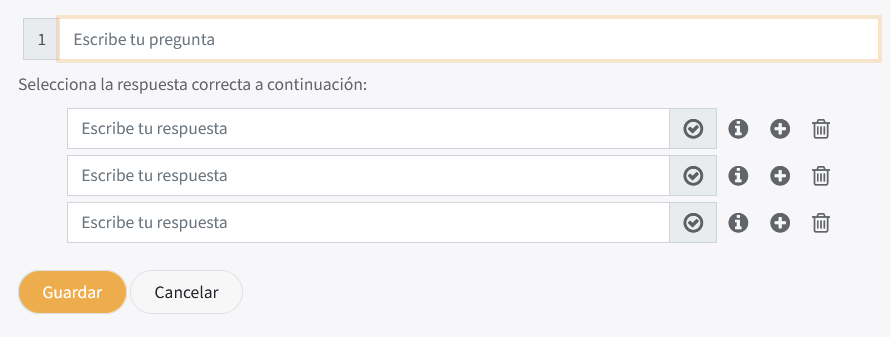 1 Escribe tu pregunta
Selecciona la respuesta correcta a continuación:
Escribe tu respuesta
Escribe tu respuesta
Escribe tu respuesta
Guardar Cancelar